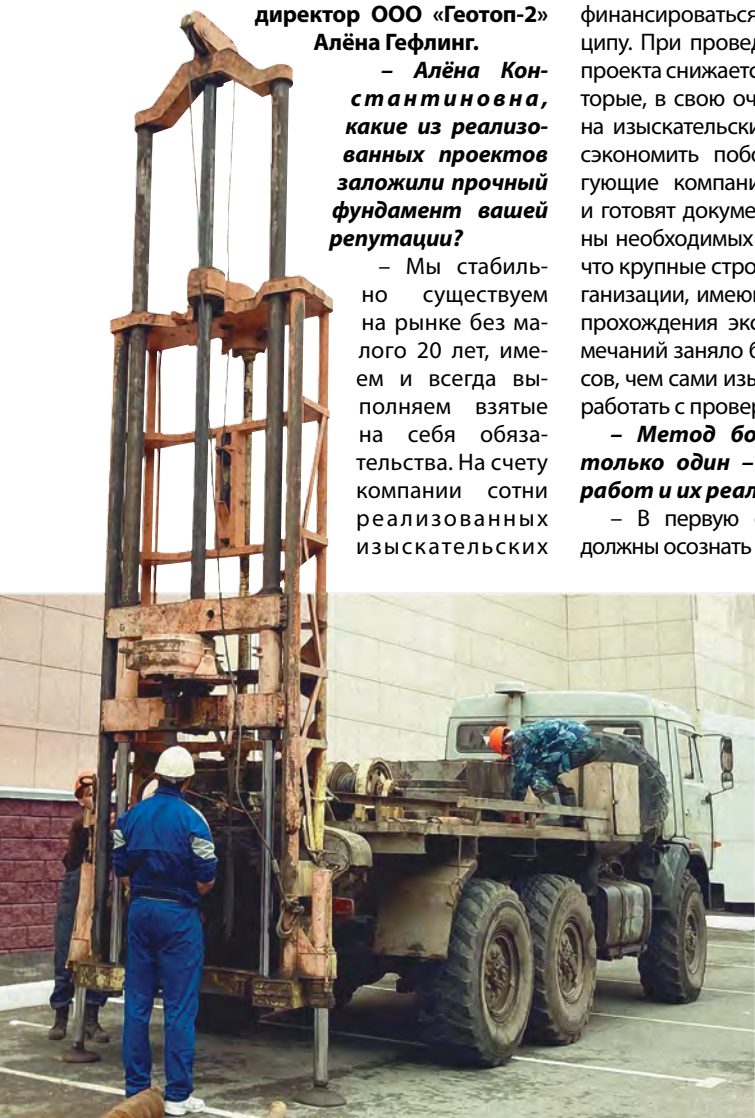 директор ООО «Геотоп-2»
Алёна Гефлинг.
– Алёна Кон-
стантиновна,
какие из реализо-
ванных проектов
заложили прочный
фундамент вашей
репутации?
– Мы стабиль-
но существуем
на рынке без ма-
лого 20 лет, име-
ем и всегда вы-
полняем взятые
на себя обяза-
тельства. На счету
компании сотни
реализованных
изыскательских
финансироваться
ципу. При провед
проекта снижаетс
торые, в свою оч
на изыскательски
сэкономить побо
гующие компани
и готовят докуме
ны необходимых
что крупные стро
ганизации, имею
прохождения экс
мечаний заняло б
сов, чем сами изы
работать с провер
– Метод бо
только один –
работ и их реал
– В первую
должны осознать